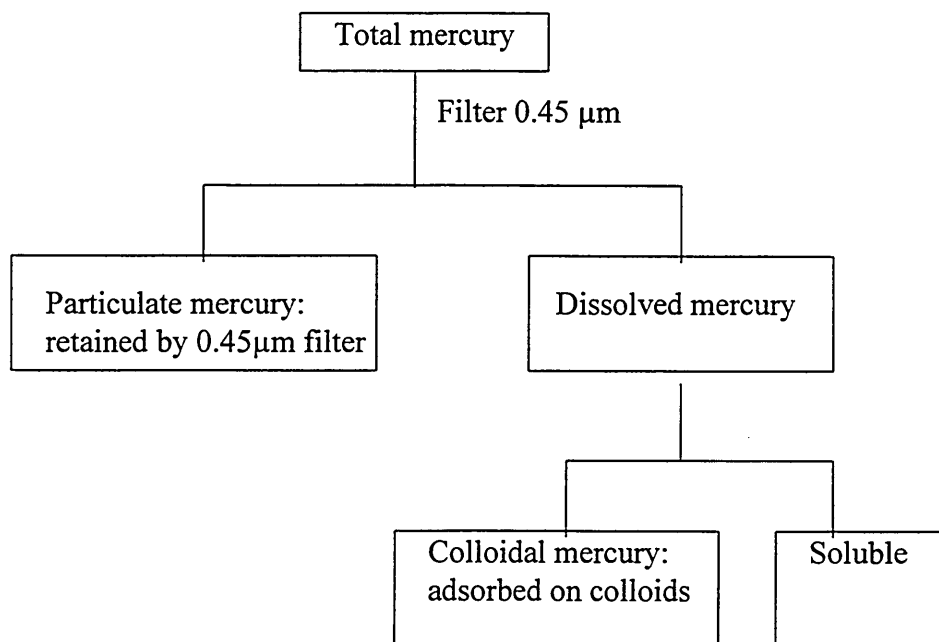 Total mercury
Filter 0.45 µm
Particulate mercury:
retained by 0.45µm filter
Dissolved mercury
Colloidal mercury:
adsorbed on colloids
Soluble